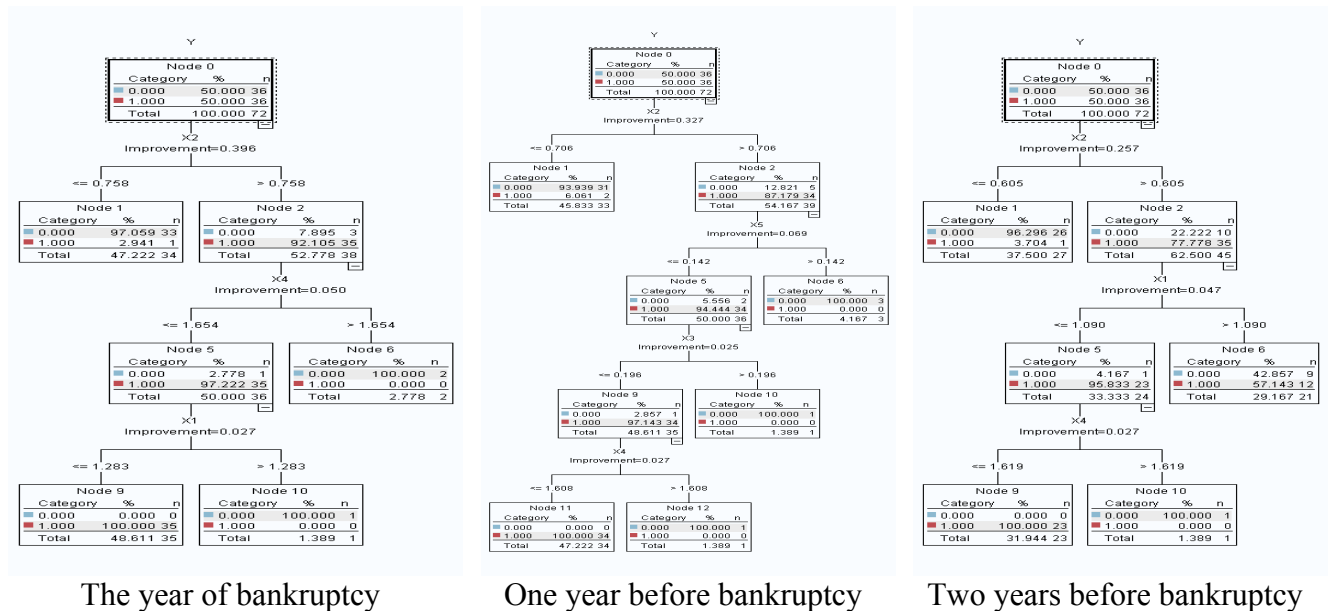 Y
Node 0
Category % n
0.000 50.000 36
1.000 50.000 36
Total 100.000 72
X2
Improvement=0.396
<= 0.758 > 0.758
Node 1
Category % n
0.000 97.059 33
1.000 2.941 1
Total 47.222 34
Node 2
Category % n
0.000 7.895 3
1.000 92.105 35
Total 52.778 38
X4
Improvement=0.050
<= 1.654 > 1.654
Node 5
Category % n
0.000 2.778 1
1.000 97.222 35
Total 50.000 36
Node 6
Category % n
0.000 100.000 2
1.000 0.000 0
Total 2.778 2
X1
Improvement=0.027
<= 1.283 > 1.283
Node 9
Category % n
0.000 0.000 0
1.000 100.000 35
Total 48.611 35
Node 10
Category % n
0.000 100.000 1
1.000 0.000 0
Total 1.389 1
The year of bankruptcy
Y
Node 0
Category % n
0.000 50.000 36
1.000 50.000 36
Total 100.000 72
X2
Improvement=0.327
<= 0.706 > 0.706
Node 1
Category % n
0.000 93.939 31
1.000 6.061 2
Total 45.833 33
Node 2
Category % n
0.000 12.821 5
1.000 87.179 34
Total 54.167 39
X5
Improvement=0.069
<= 0.142 > 0.142
Node 5
Category % n
0.000 5.556 2
1.000 94.444 34
Total 50.000 36
Node 6
Category % n
0.000 100.000 3
1.000 0.000 0
Total 4.167 3
X3
Improvement=0.025
<= 0.196 > 0.196
Node 9
Category % n
0.000 2.857 1
1.000 97.143 34
Total 48.611 35
Node 10
Category % n
0.000 100.000 1
1.000 0.000 0
Total 1.389 1
X4
Improvement=0.027
<= 1.608 > 1.608
Node 11
Category % n
0.000 0.000 0
1.000 100.000 34
Total 47.222 34
Node 12
Category % n
0.000 100.000 1
1.000 0.000 0
Total 1.389 1
One year before bankruptcy
Y
Node 0
Category % n
0.000 50.000 36
1.000 50.000 36
Total 100.000 72
X2
Improvement=0.257
<= 0.605 > 0.605
Node 1
Category % n
0.000 96.296 26
1.000 3.704 1
Total 37.500 27
Node 2
Category % n
0.000 22.222 10
1.000 77.778 35
Total 62.500 45
X1
Improvement=0.047
<= 1.090 > 1.090
Node 5
Category % n
0.000 4.167 1
1.000 95.833 23
Total 33.333 24
Node 6
Category % n
0.000 42.857 9
1.000 57.143 12
Total 29.167 21
X4
Improvement=0.027
<= 1.619 > 1.619
Node 9
Category % n
0.000 0.000 0
1.000 100.000 23
Total 31.944 23
Node 10
Category % n
0.000 100.000 1
1.000 0.000 0
Total 1.389 1
Two years before bankruptcy